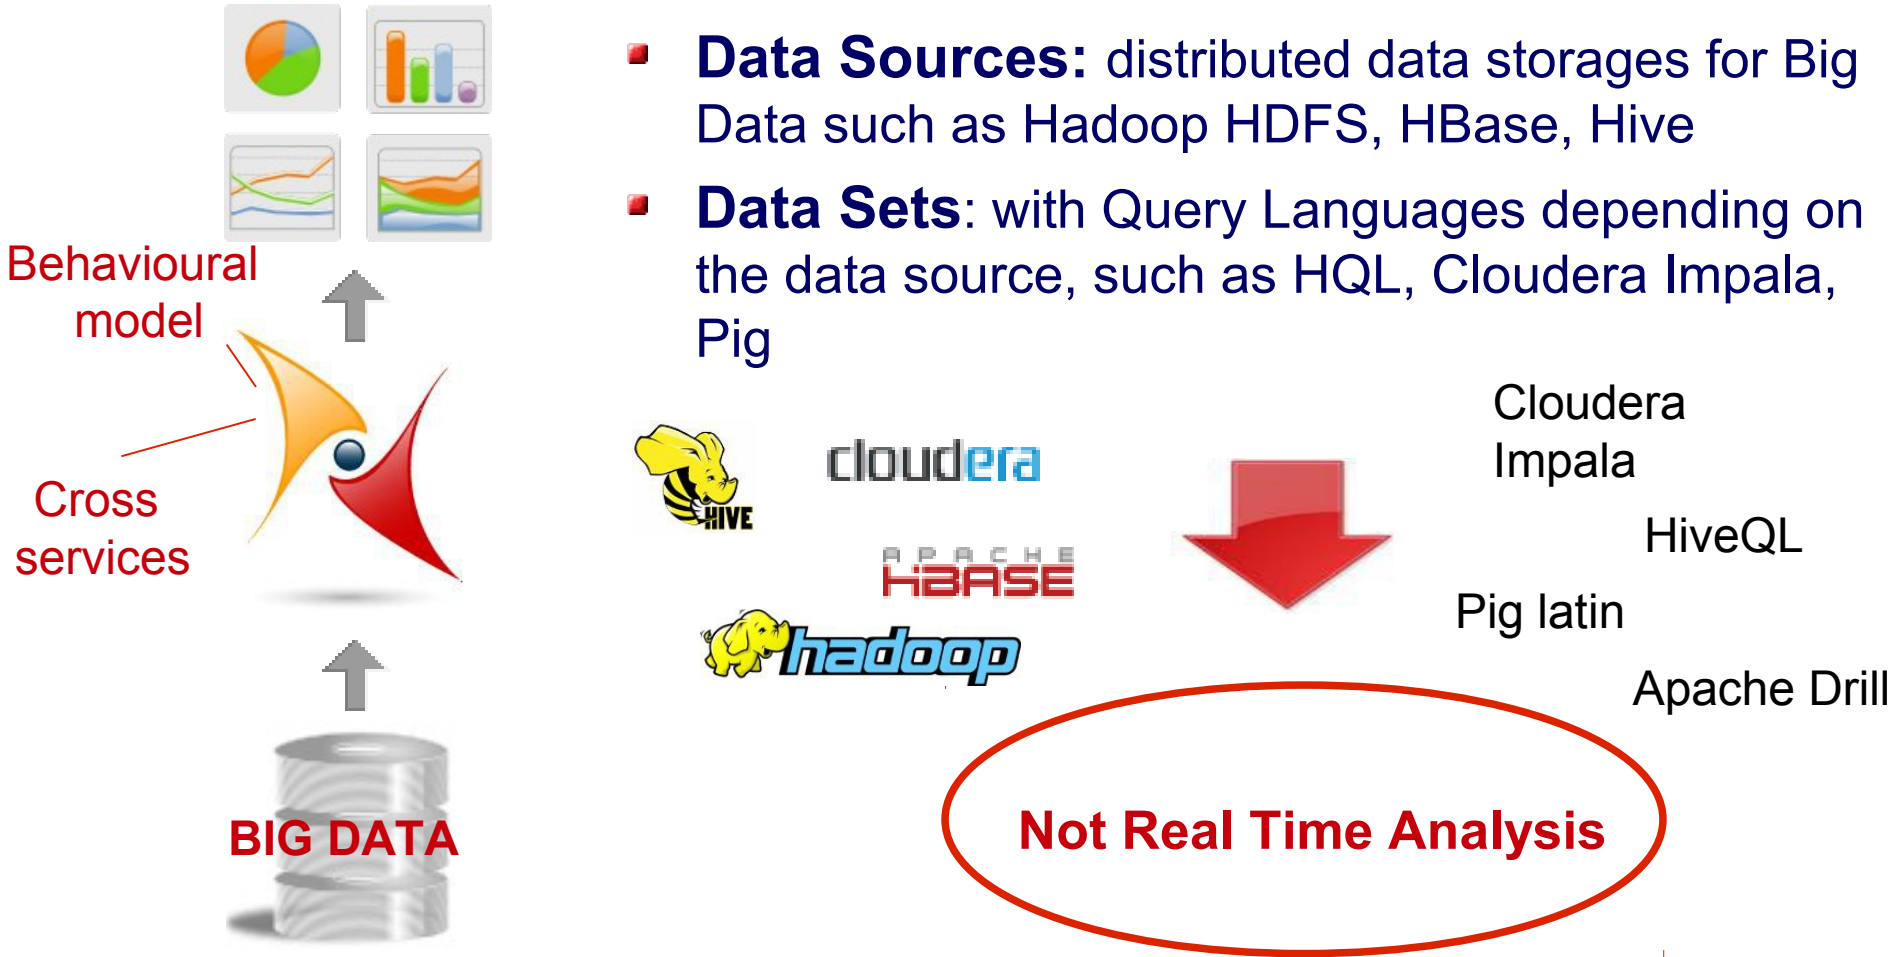 Data Sources: distributed data storages for Big
Data such as Hadoop HDFS, HBase, Hive
Data Sets: with Query Languages depending on
the data source, such as HQL, Cloudera Impala,
Pig
Behavioural
model
Cross
services
BIG DATA
HIVE
cloudera
APACHE
HBASE
hadoop
Cloudera
Impala
HiveQL
Pig latin
Apache Drill
Not Real Time Analysis